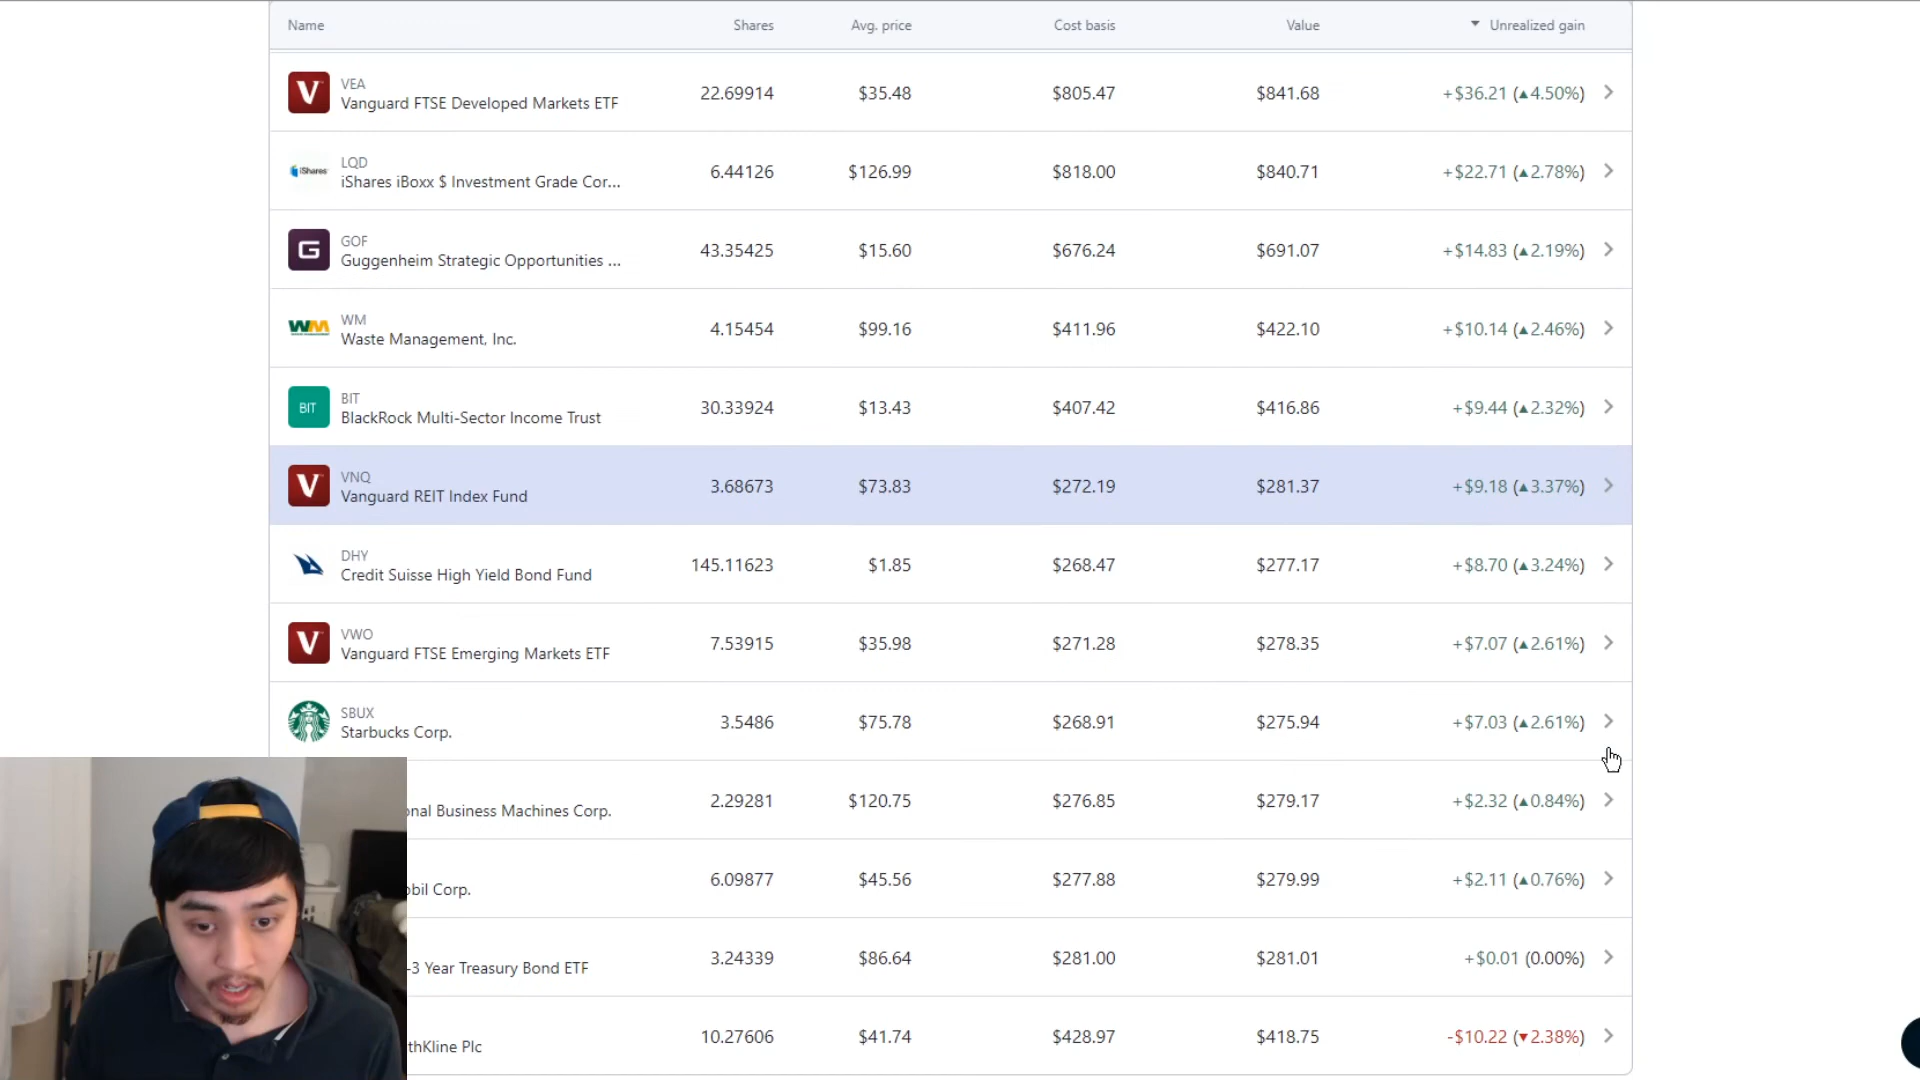 Name Shares Avg. price Cost basis Value Unrealized gain
VEA
Vanguard FTSE Developed Markets ETF 22.69914 $35.48 $805.47 $841.68 +$36.21 (▲4.50%)
iShares LQD
iShares iBoxx $ Investment Grade Cor... 6.44126 $126.99 $818.00 $840.71 +$22.71 (▲2.78%)
G GOF
Guggenheim Strategic Opportunities ... 43.35425 $15.60 $676.24 $691.07 +$14.83 (▲2.19%)
WM WM
Waste Management, Inc. 4.15454 $99.16 $411.96 $422.10 +$10.14 (▲2.46%)
BIT BIT
BlackRock Multi-Sector Income Trust 30.33924 $13.43 $407.42 $416.86 +$9.44 (▲2.32%)
V VNQ
Vanguard REIT Index Fund 3.68673 $73.83 $272.19 $281.37 +$9.18 (▲3.37%)
DHY
Credit Suisse High Yield Bond Fund 145.11623 $1.85 $268.47 $277.17 +$8.70 (▲3.24%)
V VWO
Vanguard FTSE Emerging Markets ETF 7.53915 $35.98 $271.28 $278.35 +$7.07 (▲2.61%)
SBUX
Starbucks Corp. 3.5486 $75.78 $268.91 $275.94 +$7.03 (▲2.61%)
onal Business Machines Corp. 2.29281 $120.75 $276.85 $279.17 +$2.32 (▲0.84%)
obil Corp. 6.09877 $45.56 $277.88 $279.99 +$2.11 (▲0.76%)
-3 Year Treasury Bond ETF 3.24339 $86.64 $281.00 $281.01 +$0.01 (0.00%)
thKline Plc 10.27606 $41.74 $428.97 $418.75 -$10.22 (▼2.38%)